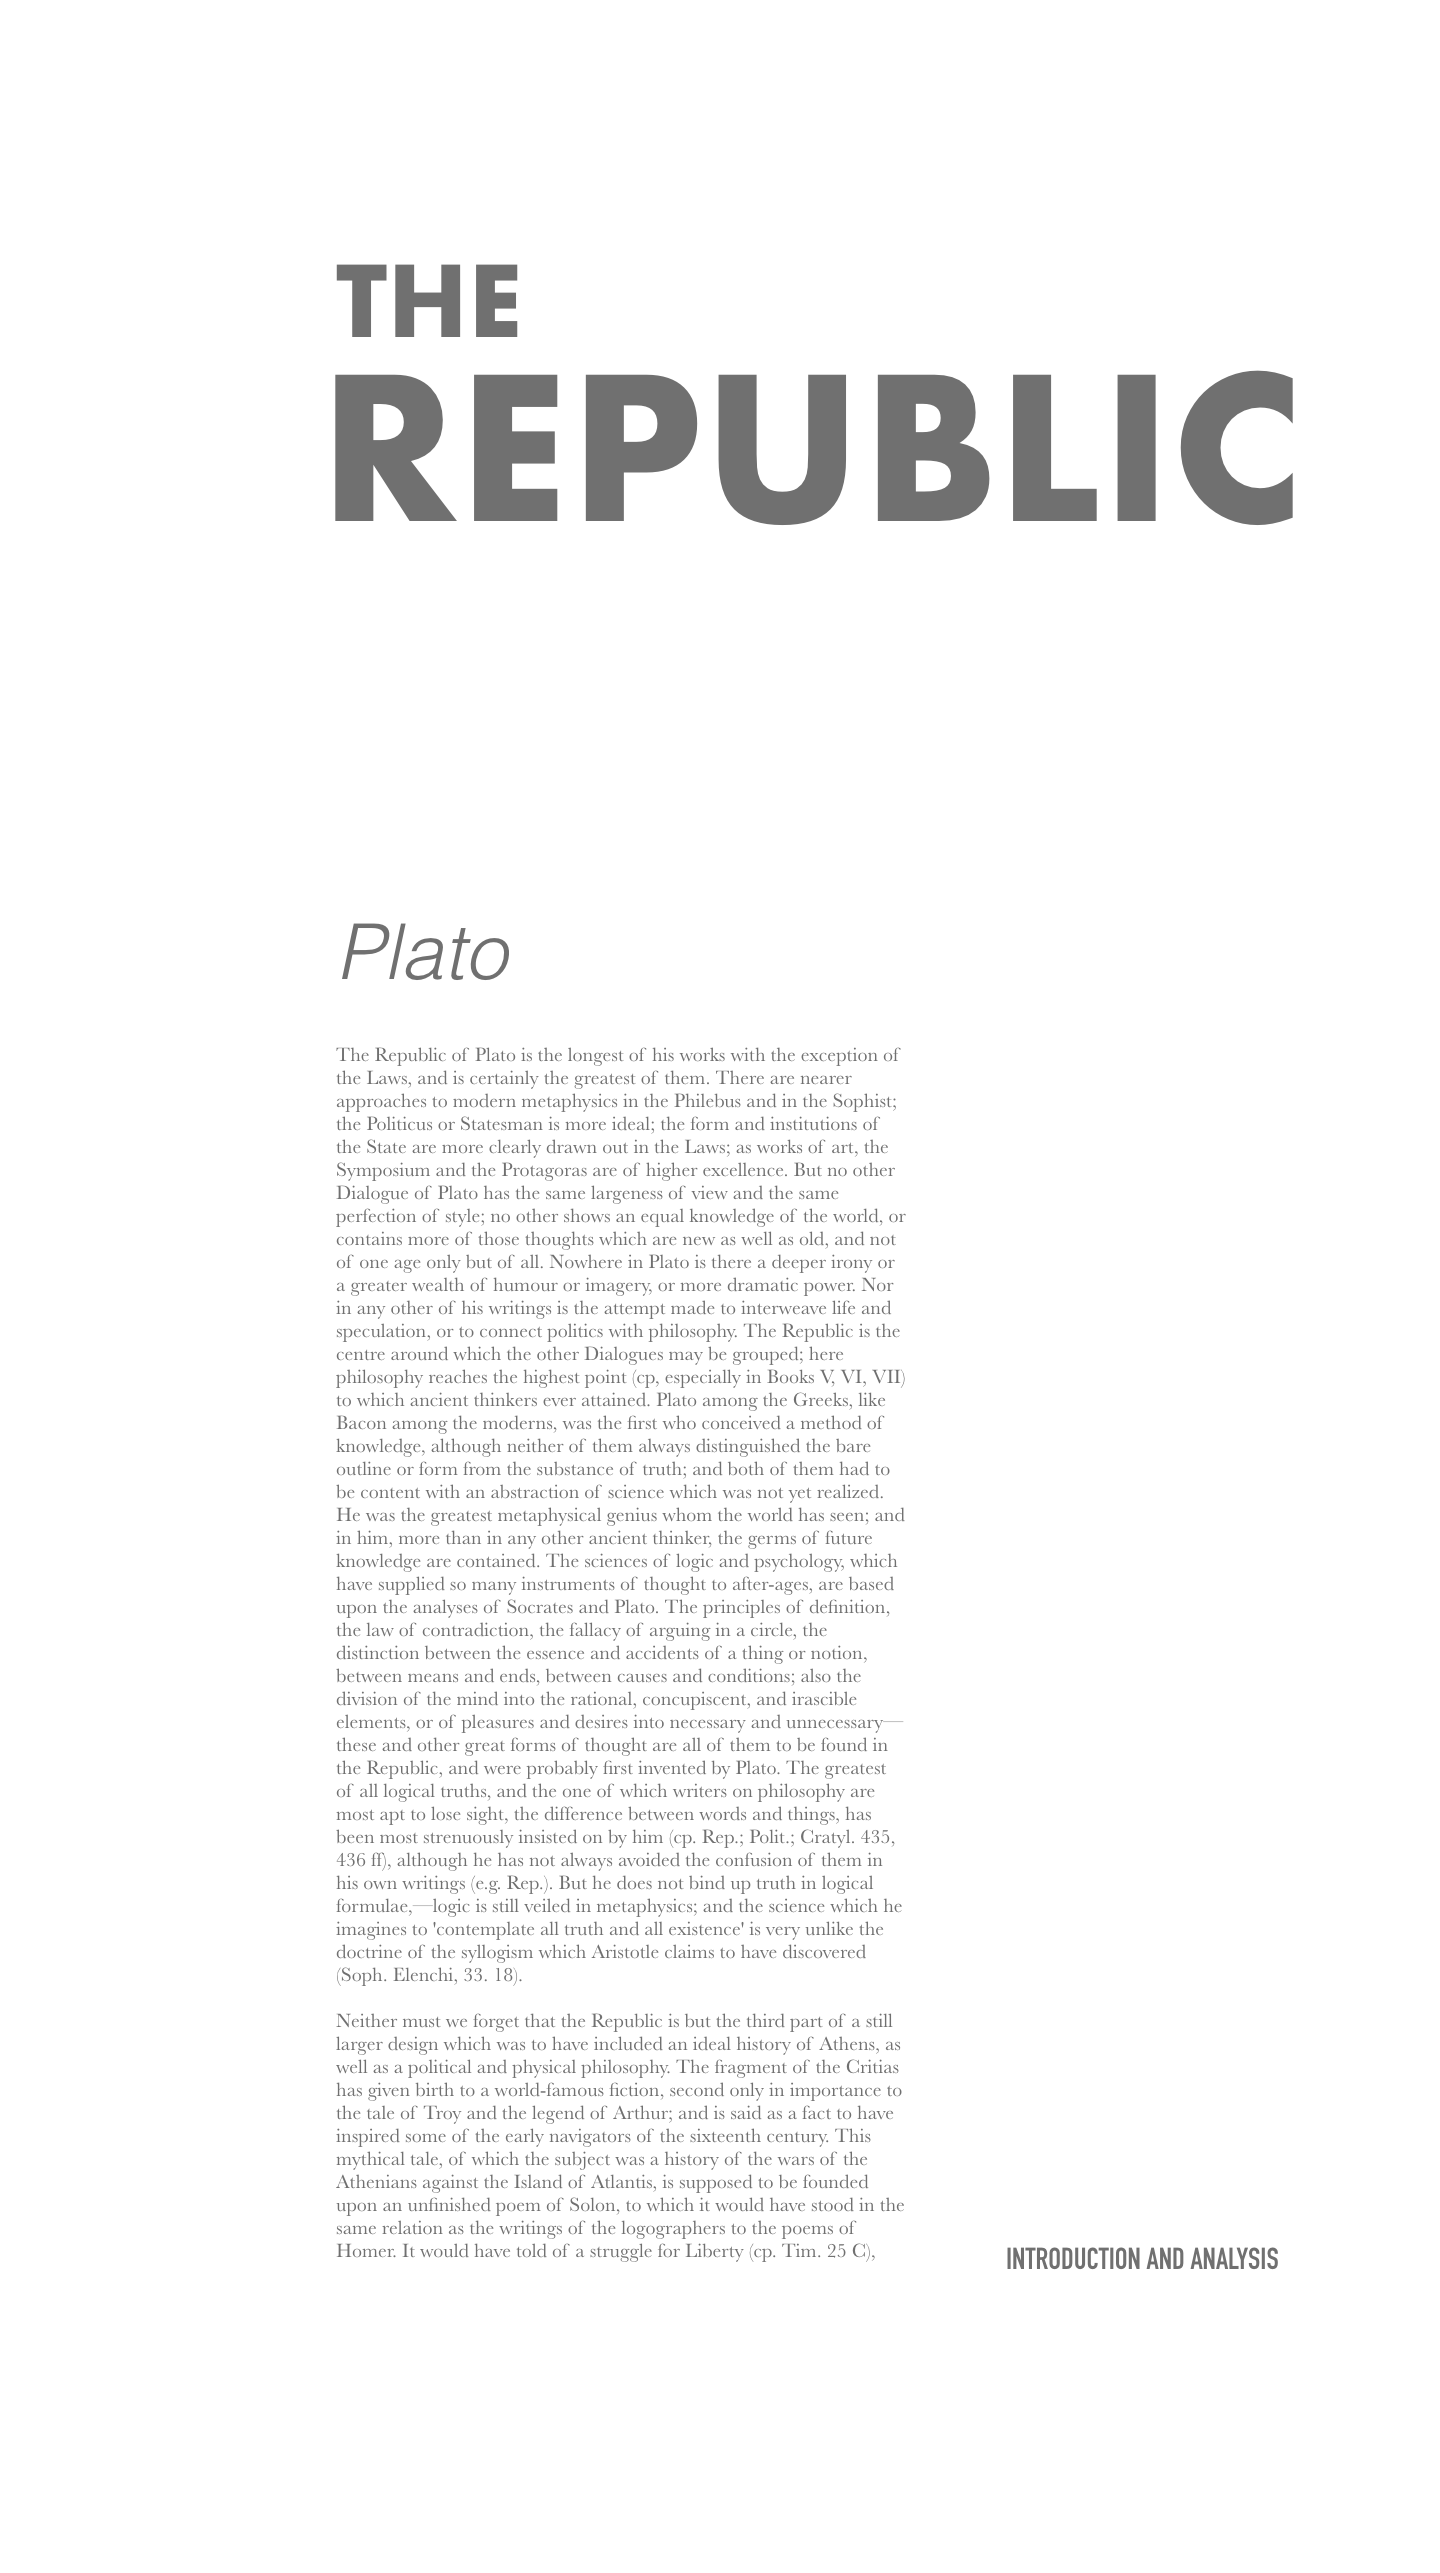 THE
REPUBLIC
Plato
The Republic of Plato is the longest of his works with the exception of
the Laws, and is certainly the greatest of them. There are nearer
approaches to modern metaphysics in the Philebus and in the Sophist;
the Politicus or Statesman is more ideal; the form and institutions of
the State are more clearly drawn out in the Laws; as works of art, the
Symposium and the Protagoras are of higher excellence. But no other
Dialogue of Plato has the same largeness of view and the same
perfection of style; no other shows an equal knowledge of the world, or
contains more of those thoughts which are new as well as old, and not
of one age only but of all. Nowhere in Plato is there a deeper irony or
a greater wealth of humour or imagery, or more dramatic power. Nor
in any other of his writings is the attempt made to interweave life and
speculation, or to connect politics with philosophy. The Republic is the
centre around which the other Dialogues may be grouped; here
philosophy reaches the highest point (cp, especially in Books V, VI, VII)
to which ancient thinkers ever attained. Plato among the Greeks, like
Bacon among the moderns, was the first who conceived a method of
knowledge, although neither of them always distinguished the bare
outline or form from the substance of truth; and both of them had to
be content with an abstraction of science which was not yet realized.
He was the greatest metaphysical genius whom the world has seen; and
in him, more than in any other ancient thinker, the germs of future
knowledge are contained. The sciences of logic and psychology, which
have supplied so many instruments of thought to after-ages, are based
upon the analyses of Socrates and Plato. The principles of definition,
the law of contradiction, the fallacy of arguing in a circle, the
distinction between the essence and accidents of a thing or notion,
between means and ends, between causes and conditions; also the
division of the mind into the rational, concupiscent, and irascible
elements, or of pleasures and desires into necessary and unnecessary—
these and other great forms of thought are all of them to be found in
the Republic, and were probably first invented by Plato. The greatest
of all logical truths, and the one of which writers on philosophy are
most apt to lose sight, the difference between words and things, has
been most strenuously insisted on by him (cp. Rep.; Polit.; Cratyl. 435,
436 ff), although he has not always avoided the confusion of them in
his own writings (e.g. Rep.). But he does not bind up truth in logical
formulae,—logic is still veiled in metaphysics; and the science which he
imagines to 'contemplate all truth and all existence' is very unlike the
doctrine of the syllogism which Aristotle claims to have discovered
(Soph. Elenchi, 33. 18).
Neither must we forget that the Republic is but the third part of a still
larger design which was to have included an ideal history of Athens, as
well as a political and physical philosophy. The fragment of the Critias
has given birth to a world-famous fiction, second only in importance to
the tale of Troy and the legend of Arthur; and is said as a fact to have
inspired some of the early navigators of the sixteenth century. This
mythical tale, of which the subject was a history of the wars of the
Athenians against the Island of Atlantis, is supposed to be founded
upon an unfinished poem of Solon, to which it would have stood in the
same relation as the writings of the logographers to the poems of
Homer. It would have told of a struggle for Liberty (cp. Tim. 25 C),
INTRODUCTION AND ANALYSIS